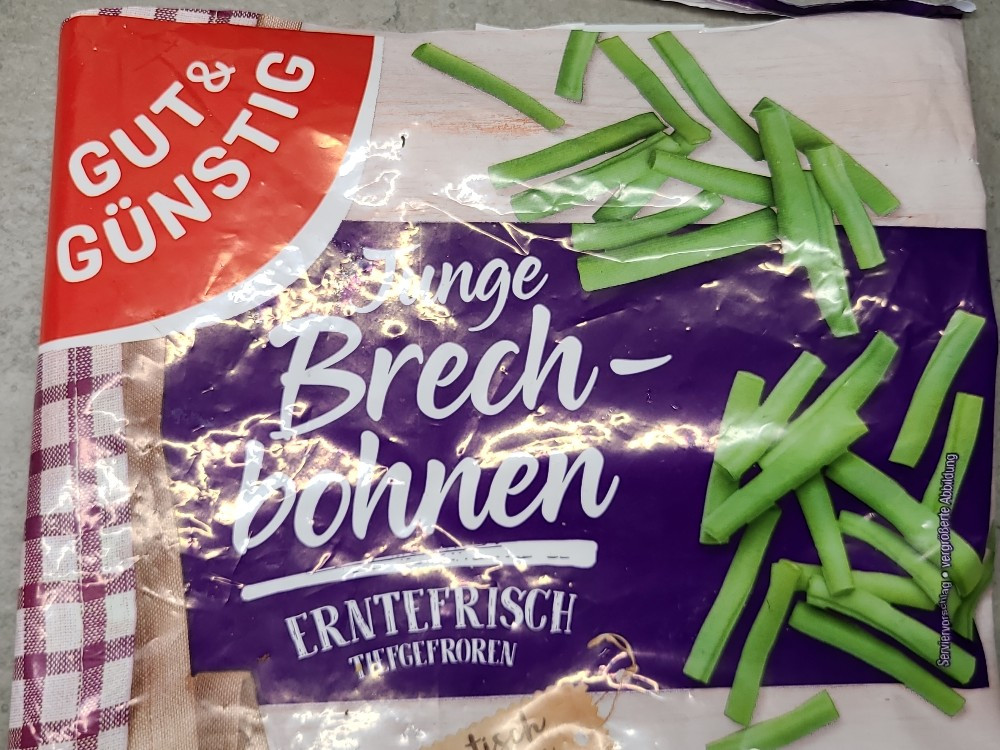 GUT &
GÜNSTIG
Junge
Brech-
bohnen
ERNTEFRISCH
TIEFGEFROREN
Serviervorschlag • vergrößerte Abbildung